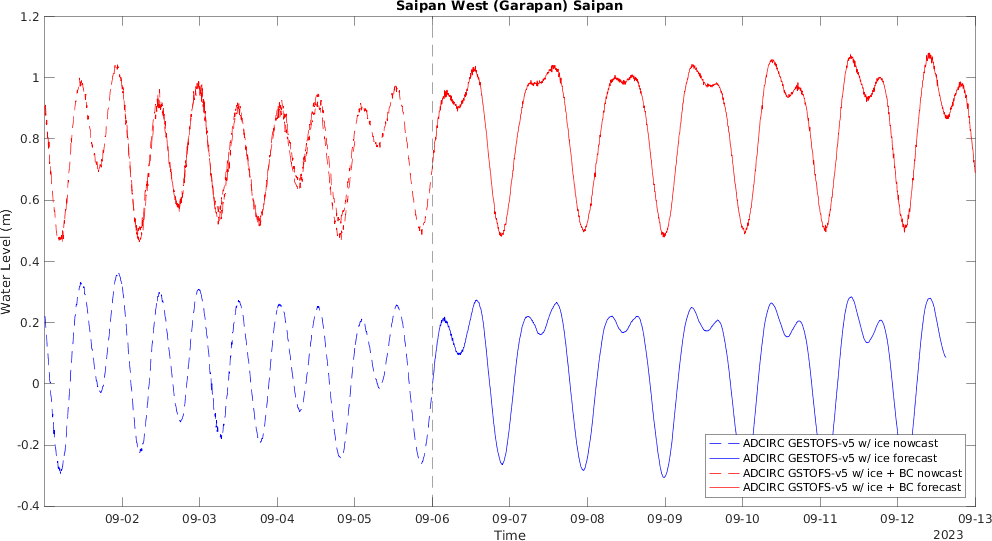 Saipan West (Garapan) Saipan
1.2
1
0.8
0.6
0.4
0.2
0
-0.2
-0.4
Water Level (m)
ADCIRC GESTOFS-v5 w/ ice nowcast
ADCIRC GESTOFS-v5 w/ ice forecast
ADCIRC GSTOFS-v5 w/ ice + BC nowcast
ADCIRC GSTOFS-v5 w/ ice + BC forecast
09-02 09-03 09-04 09-05 09-06 09-07 09-08 09-09 09-10 09-11 09-12 09-13
Time
2023